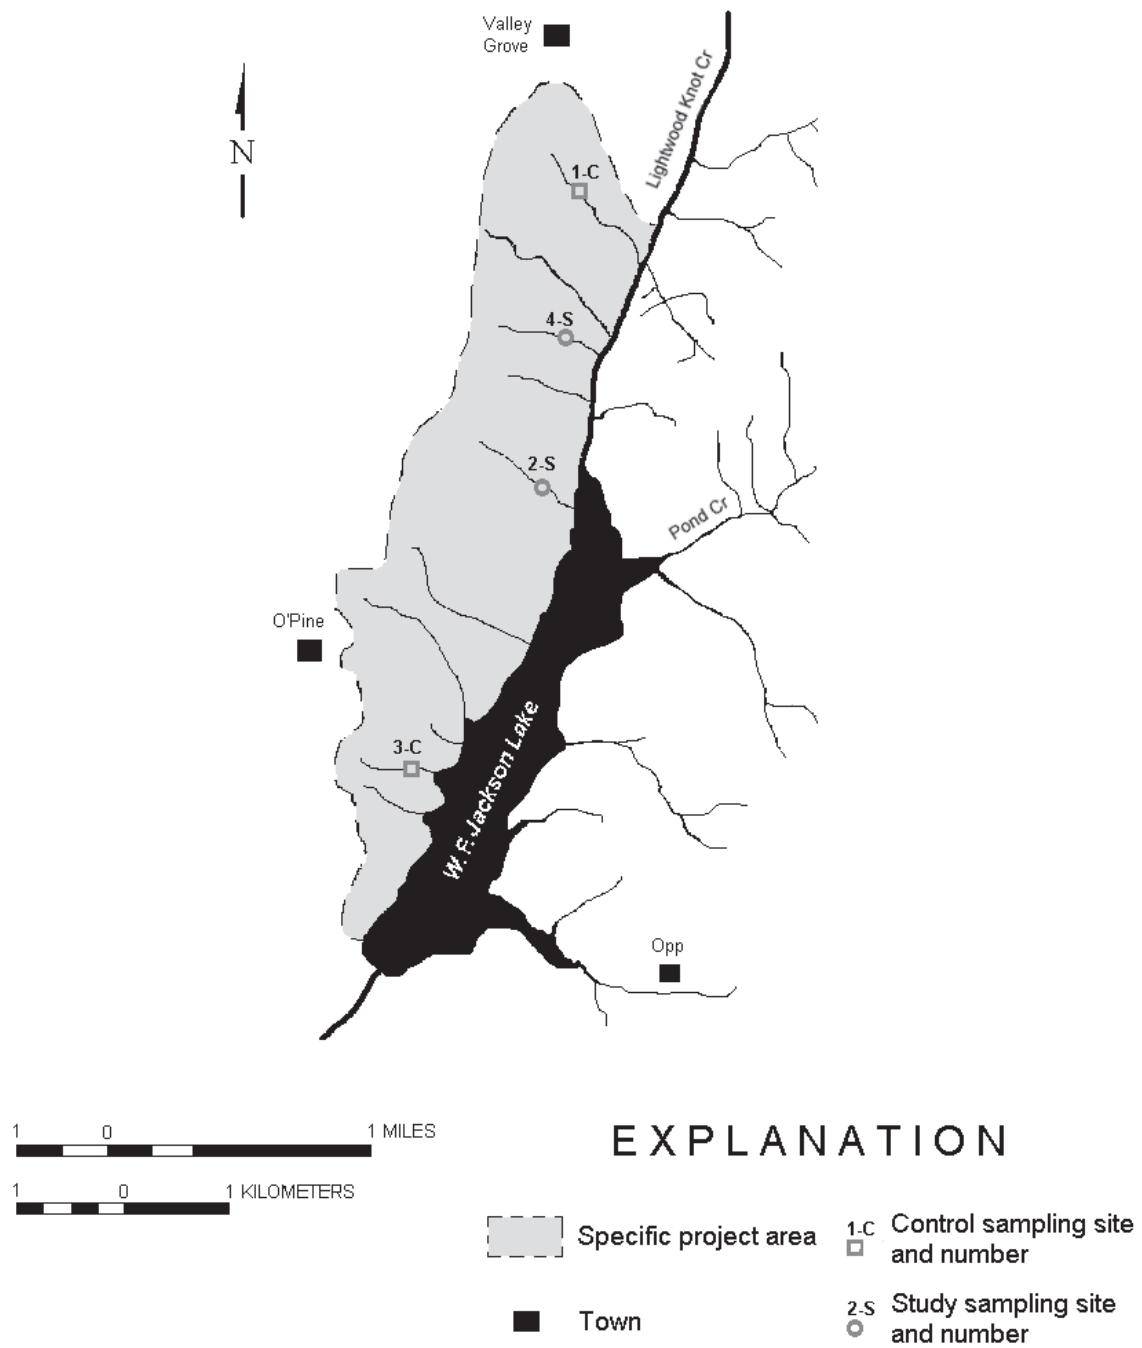 Valley
Grove
Lightwood Knot Cr
N
1-C
4-S
2-S
Pond Cr
O'Pine
3-C
W. F. Jackson Lake
Opp
1 0 1 MILES
1 0 1 KILOMETERS
EXPLANATION
Specific project area
1-C
Control sampling site
and number
Town
2-S
Study sampling site
and number